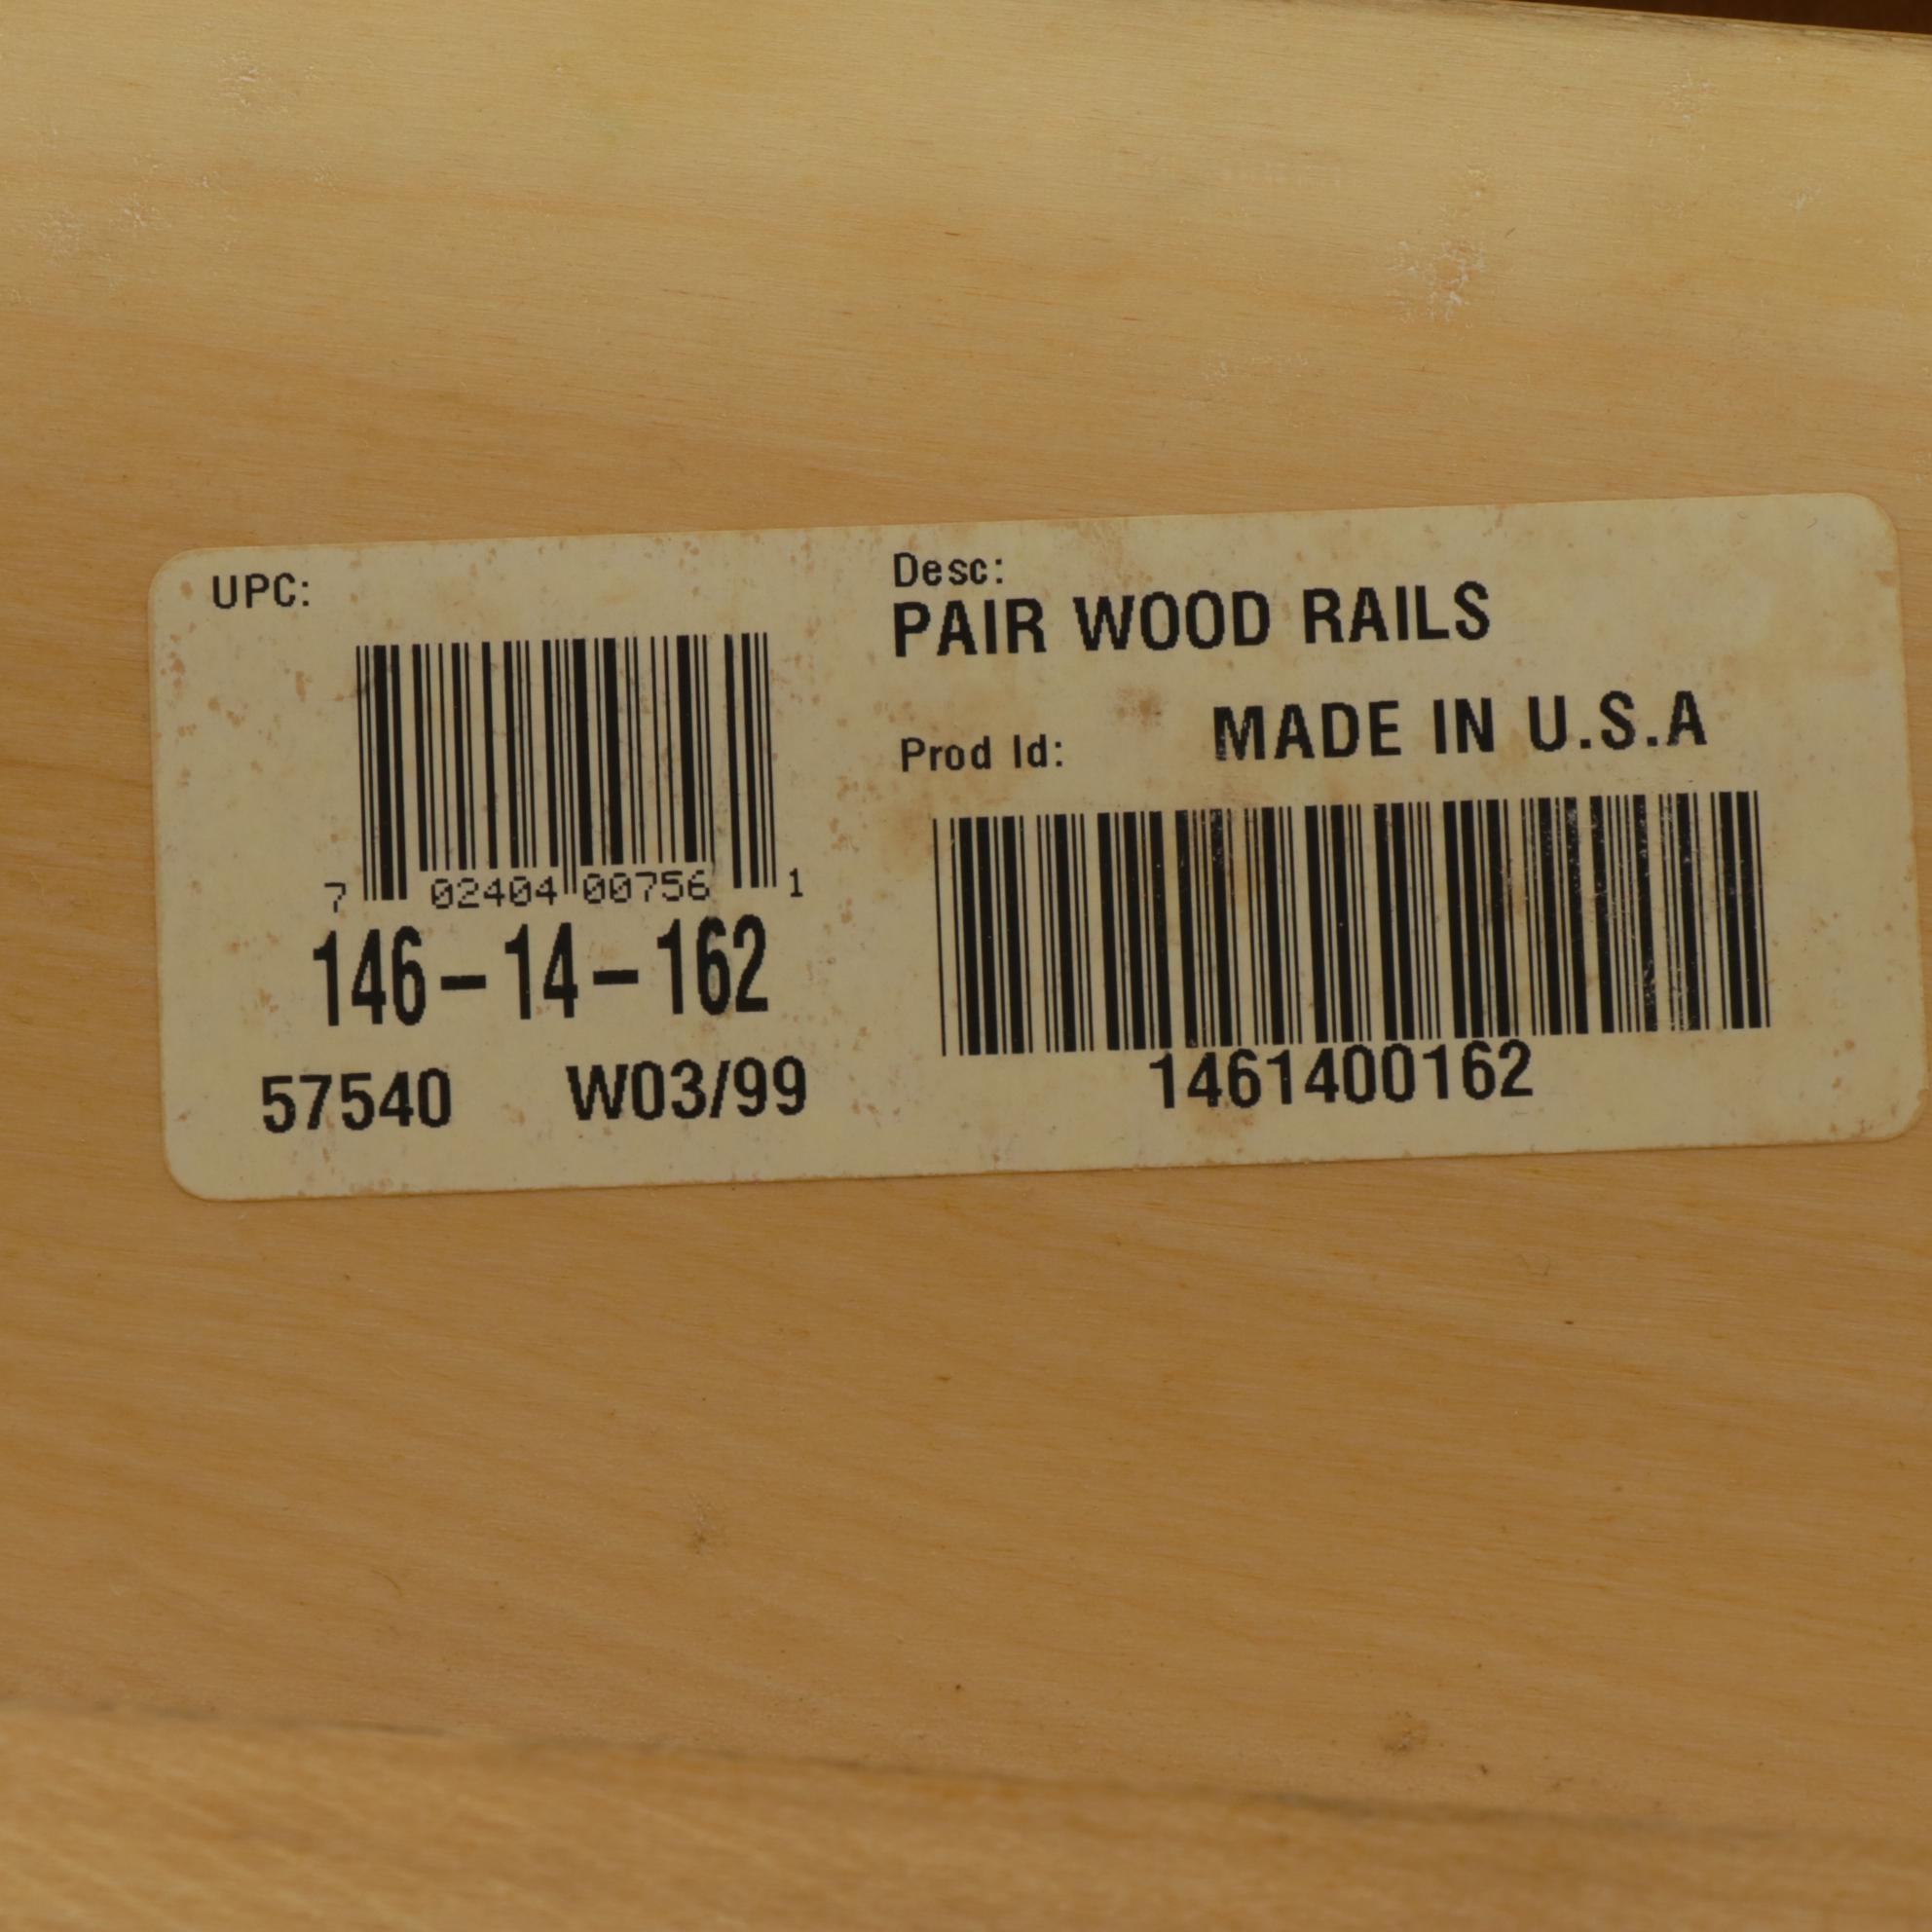 UPC:
7 02404 00756 1
146-14-162
57540 W03/99
Desc:
PAIR WOOD RAILS
Prod Id: MADE IN U.S.A
1461400162